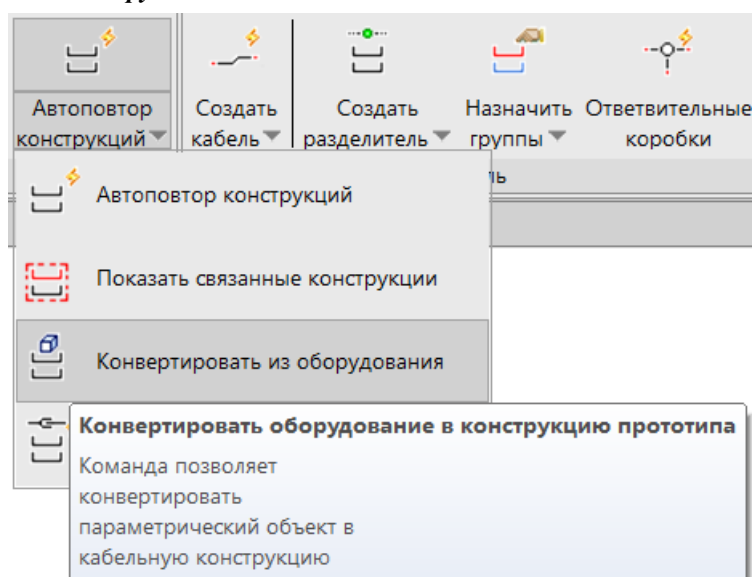 Автоповтор конструкций
Создать кабель
Создать разделитель
Назначить группы
Ответвительные коробки
ль
Автоповтор конструкций
Показать связанные конструкции
Конвертировать из оборудования
Конвертировать оборудование в конструкцию прототипа
Команда позволяет
конвертировать
параметрический объект в
кабельную конструкцию